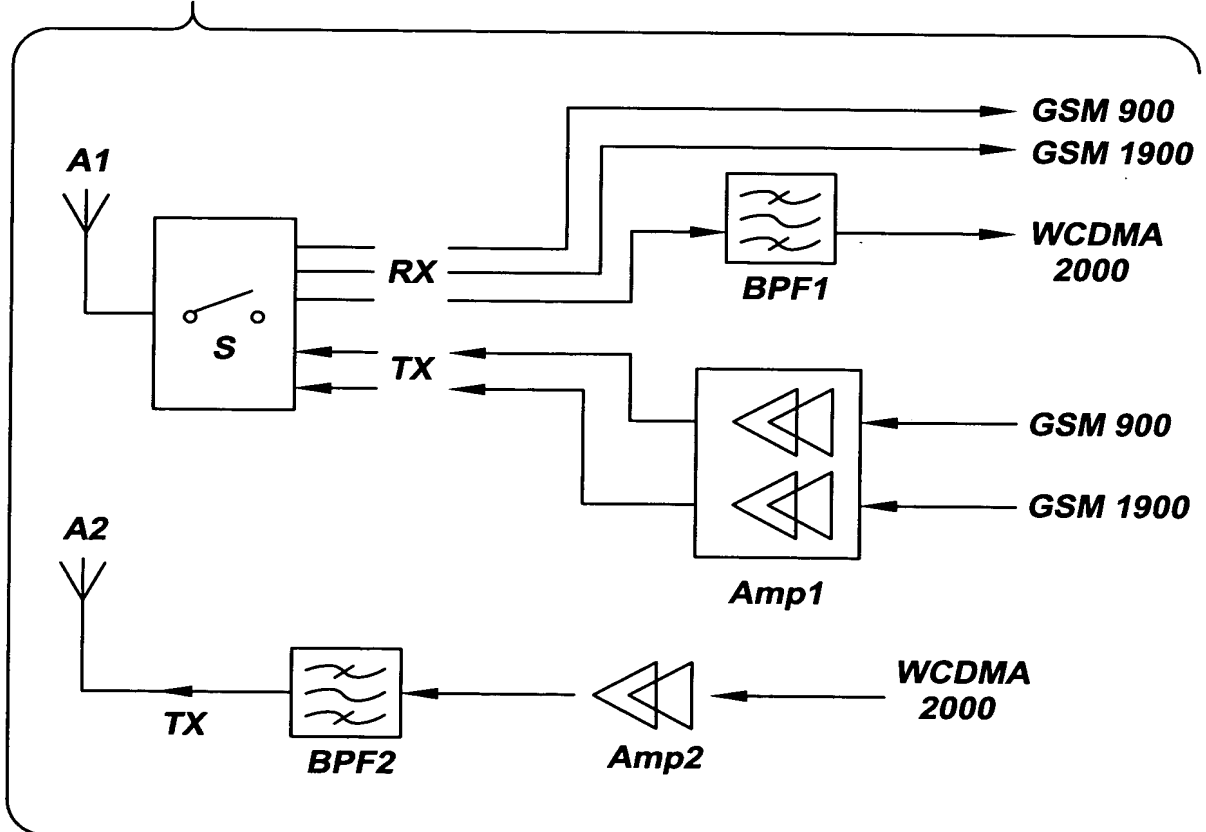 GSM 900
A1
GSM 1900
WCDMA
2000
RX
BPF1
S
TX
GSM 900
GSM 1900
A2
Amp1
WCDMA
2000
TX
BPF2
Amp2